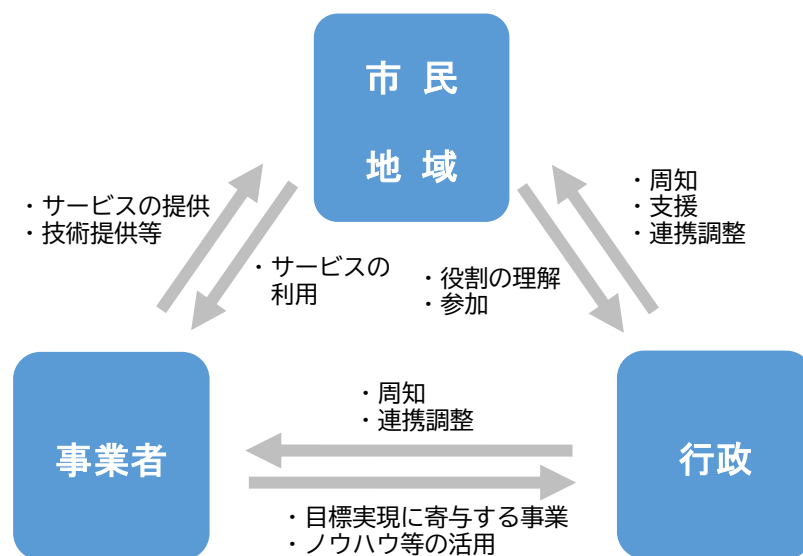 市 民
地 域
・サービスの提供
・技術提供等
・サービスの
利用
・役割の理解
・参加
・周知
・支援
・連携調整
事業者
・周知
・連携調整
・目標実現に寄与する事業
・ノウハウ等の活用
行政